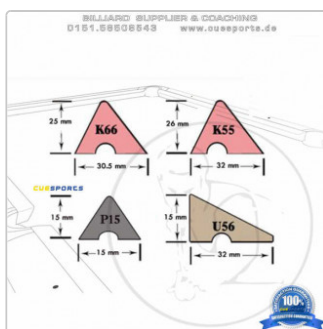 BILLIARD SUPPLIER & COACHING
0151.58508543 www.cuesports.de
25 mm
K66
30.5 mm
26 mm
K55
32 mm
CUESPORTS
15 mm
P15
15 mm
15 mm
U56
32 mm
100%